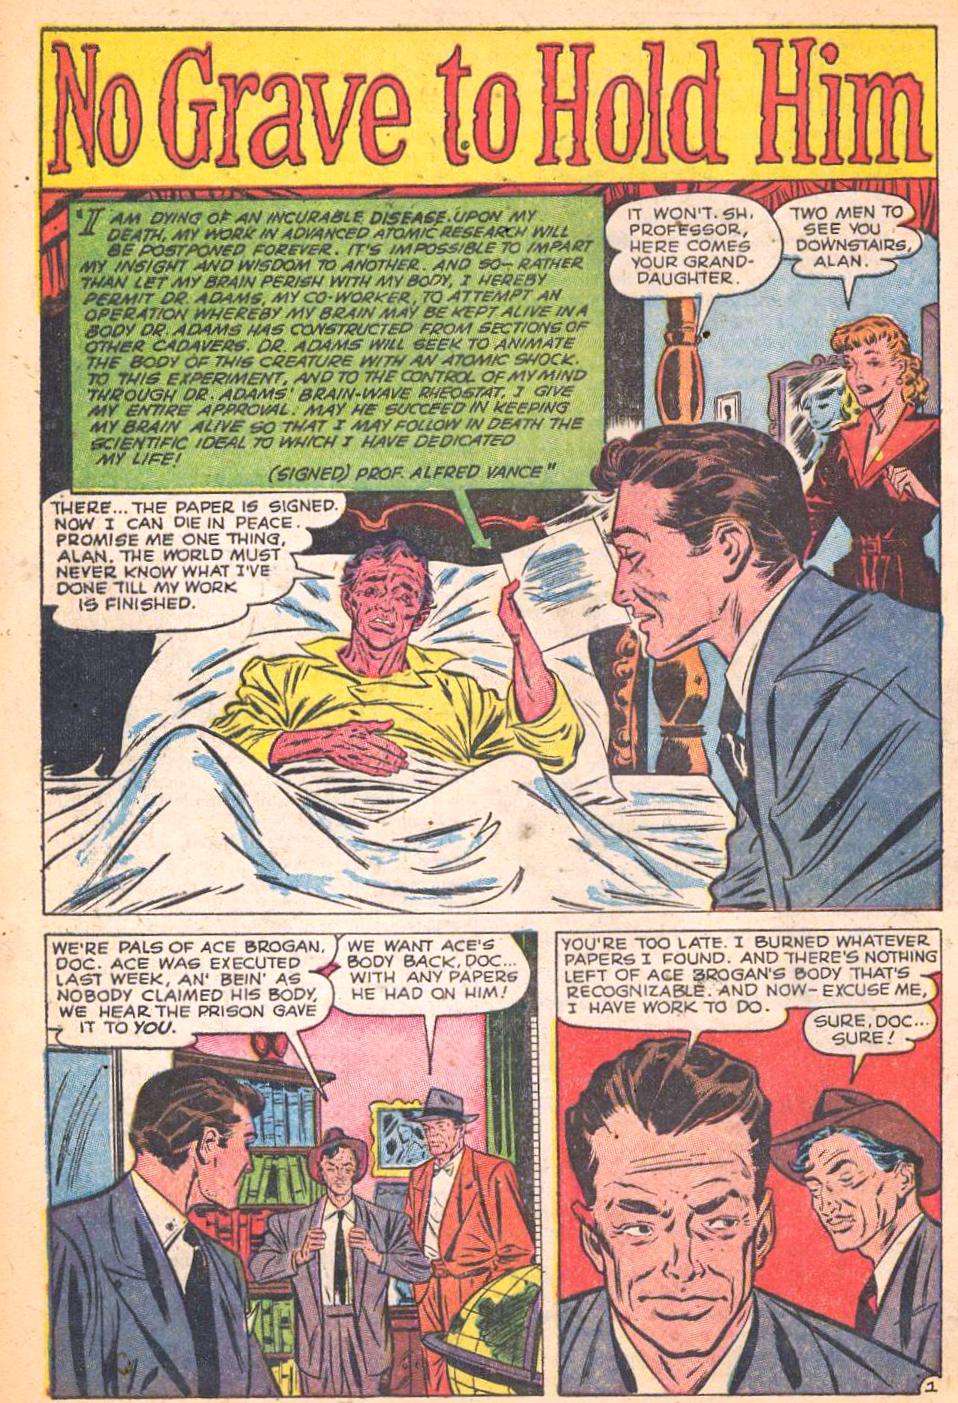 No Grave to Hold Him
"I AM DYING OF AN INCURABLE DISEASE. UPON MY
DEATH, MY WORK IN ADVANCED ATOMIC RESEARCH WILL
BE POSTPONED FOREVER. IT'S IMPOSSIBLE TO IMPART
MY INSIGHT AND WISDOM TO ANOTHER. AND SO— RATHER
THAN LET MY BRAIN PERISH WITH MY BODY, I HEREBY
PERMIT DR. ADAMS, MY CO-WORKER, TO ATTEMPT AN
OPERATION WHEREBY MY BRAIN MAY BE KEPT ALIVE IN A
BODY DR. ADAMS HAS CONSTRUCTED FROM SECTIONS OF
OTHER CADAVERS. DR. ADAMS WILL SEEK TO ANIMATE
THE BODY OF THIS CREATURE WITH AN ATOMIC SHOCK.
TO THIS EXPERIMENT, AND TO THE CONTROL OF MY MIND
THROUGH DR. ADAMS' BRAIN-WAVE RHEOSTAT, I GIVE
MY ENTIRE APPROVAL. MAY HE SUCCEED IN KEEPING
MY BRAIN ALIVE SO THAT I MAY FOLLOW IN DEATH THE
SCIENTIFIC IDEAL TO WHICH I HAVE DEDICATED
MY LIFE!
(SIGNED) PROF. ALFRED VANCE"
THERE... THE PAPER IS SIGNED.
NOW I CAN DIE IN PEACE.
PROMISE ME ONE THING,
ALAN. THE WORLD MUST
NEVER KNOW WHAT I'VE
DONE TILL MY WORK
IS FINISHED.
IT WON'T. SH,
PROFESSOR,
HERE COMES
YOUR GRAND-
DAUGHTER.
TWO MEN TO
SEE YOU
DOWNSTAIRS,
ALAN.
WE'RE PALS OF ACE BROGAN,
DOC. ACE WAS EXECUTED
LAST WEEK, AN' BEIN' AS
NOBODY CLAIMED HIS BODY,
WE HEAR THE PRISON GAVE
IT TO YOU.
WE WANT ACE'S
BODY BACK, DOC...
WITH ANY PAPERS
HE HAD ON HIM!
YOU'RE TOO LATE. I BURNED WHATEVER
PAPERS I FOUND. AND THERE'S NOTHING
LEFT OF ACE BROGAN'S BODY THAT'S
RECOGNIZABLE. AND NOW— EXCUSE ME,
I HAVE WORK TO DO.
SURE, DOC...
SURE!
1